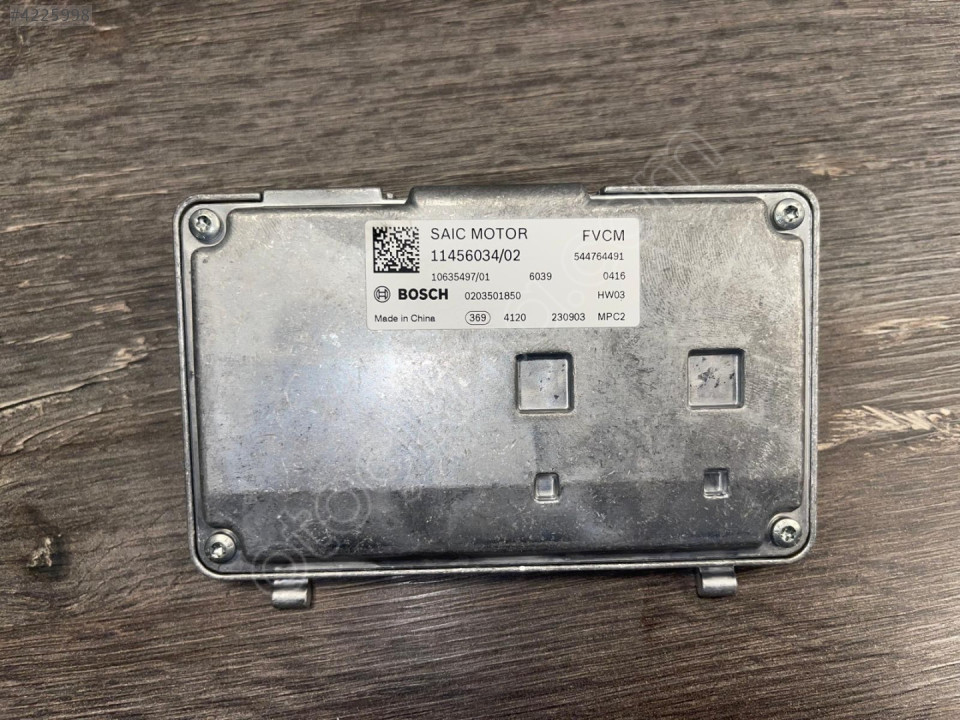 #4225998
SAIC MOTOR FVCM
11456034/02 544764491
10635497/01 6039 0416
BOSCH 0203501850 HW03
Made in China 369 4120 230903 MPC2